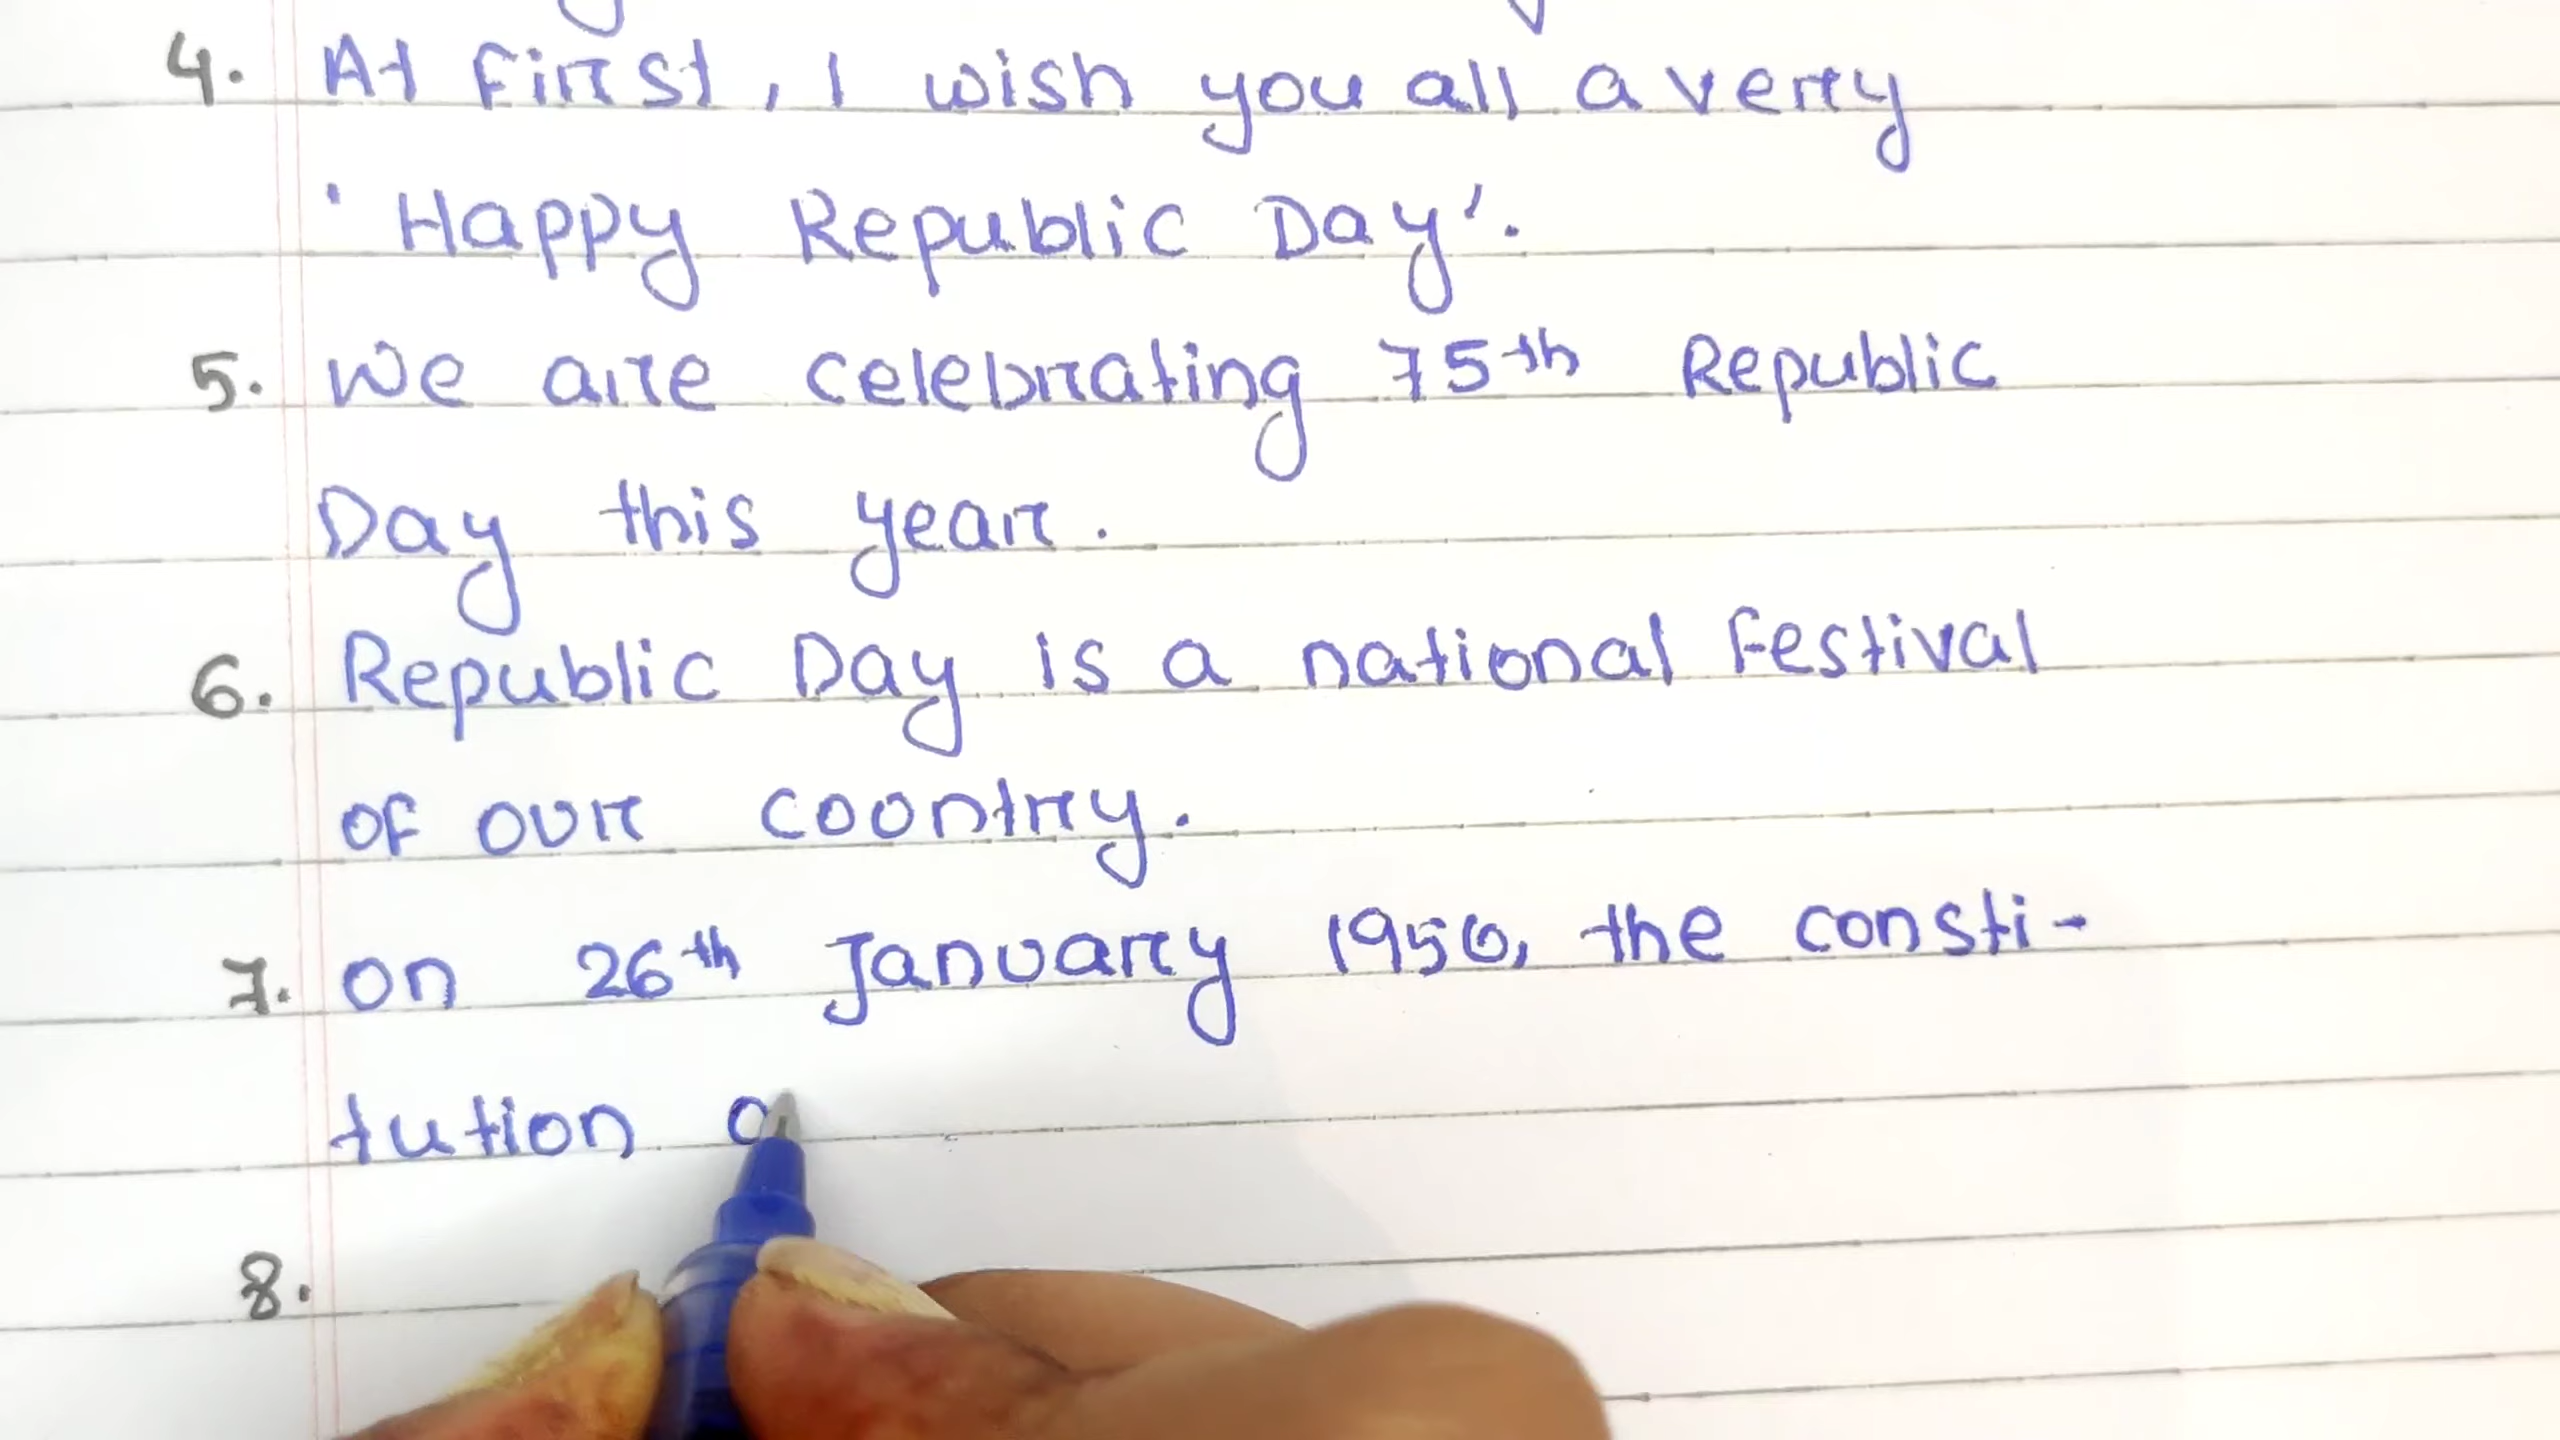 4. At first, I wish you all a very
'Happy Republic Day'.
5. We are celebrating 75th Republic
Day this year.
6. Republic Day is a national festival
of our country.
7. On 26th January 1950, the consti-
tution o
8.